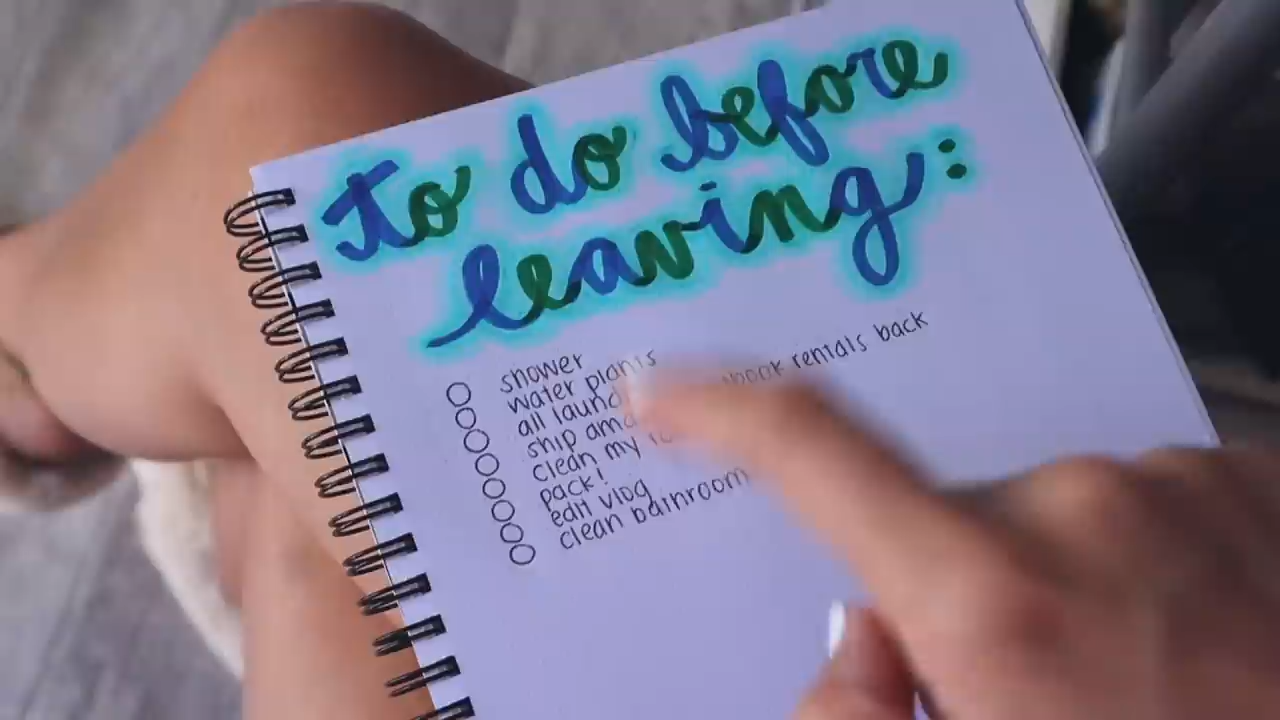 To do before
leaving:
shower
water plants
all laund
ship ama book rentals back
clean my
pack!
edit vlog
clean bathroom